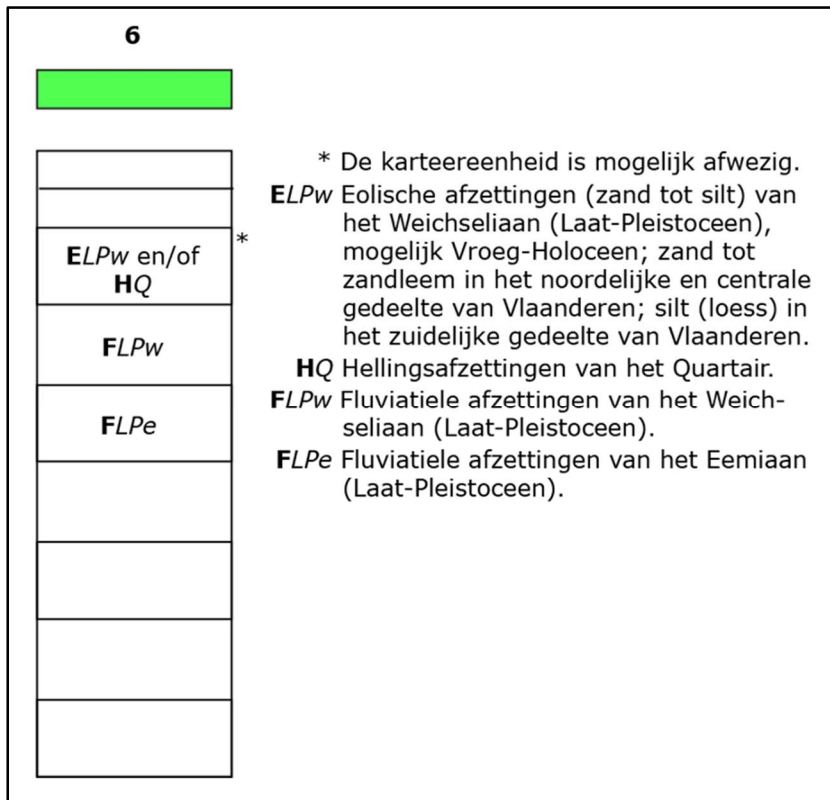 6
ELPw en/of
HQ
*
FLPw
FLPe
* De karteereenheid is mogelijk afwezig.
ELPw Eolische afzettingen (zand tot silt) van
het Weichseliaan (Laat-Pleistoceen),
mogelijk Vroeg-Holoceen; zand tot
zandleem in het noordelijke en centrale
gedeelte van Vlaanderen; silt (loess) in
het zuidelijke gedeelte van Vlaanderen.
HQ Hellingsafzettingen van het Quartair.
FLPw Fluviatiele afzettingen van het Weich-
seliaan (Laat-Pleistoceen).
FLPe Fluviatiele afzettingen van het Eemiaan
(Laat-Pleistoceen).